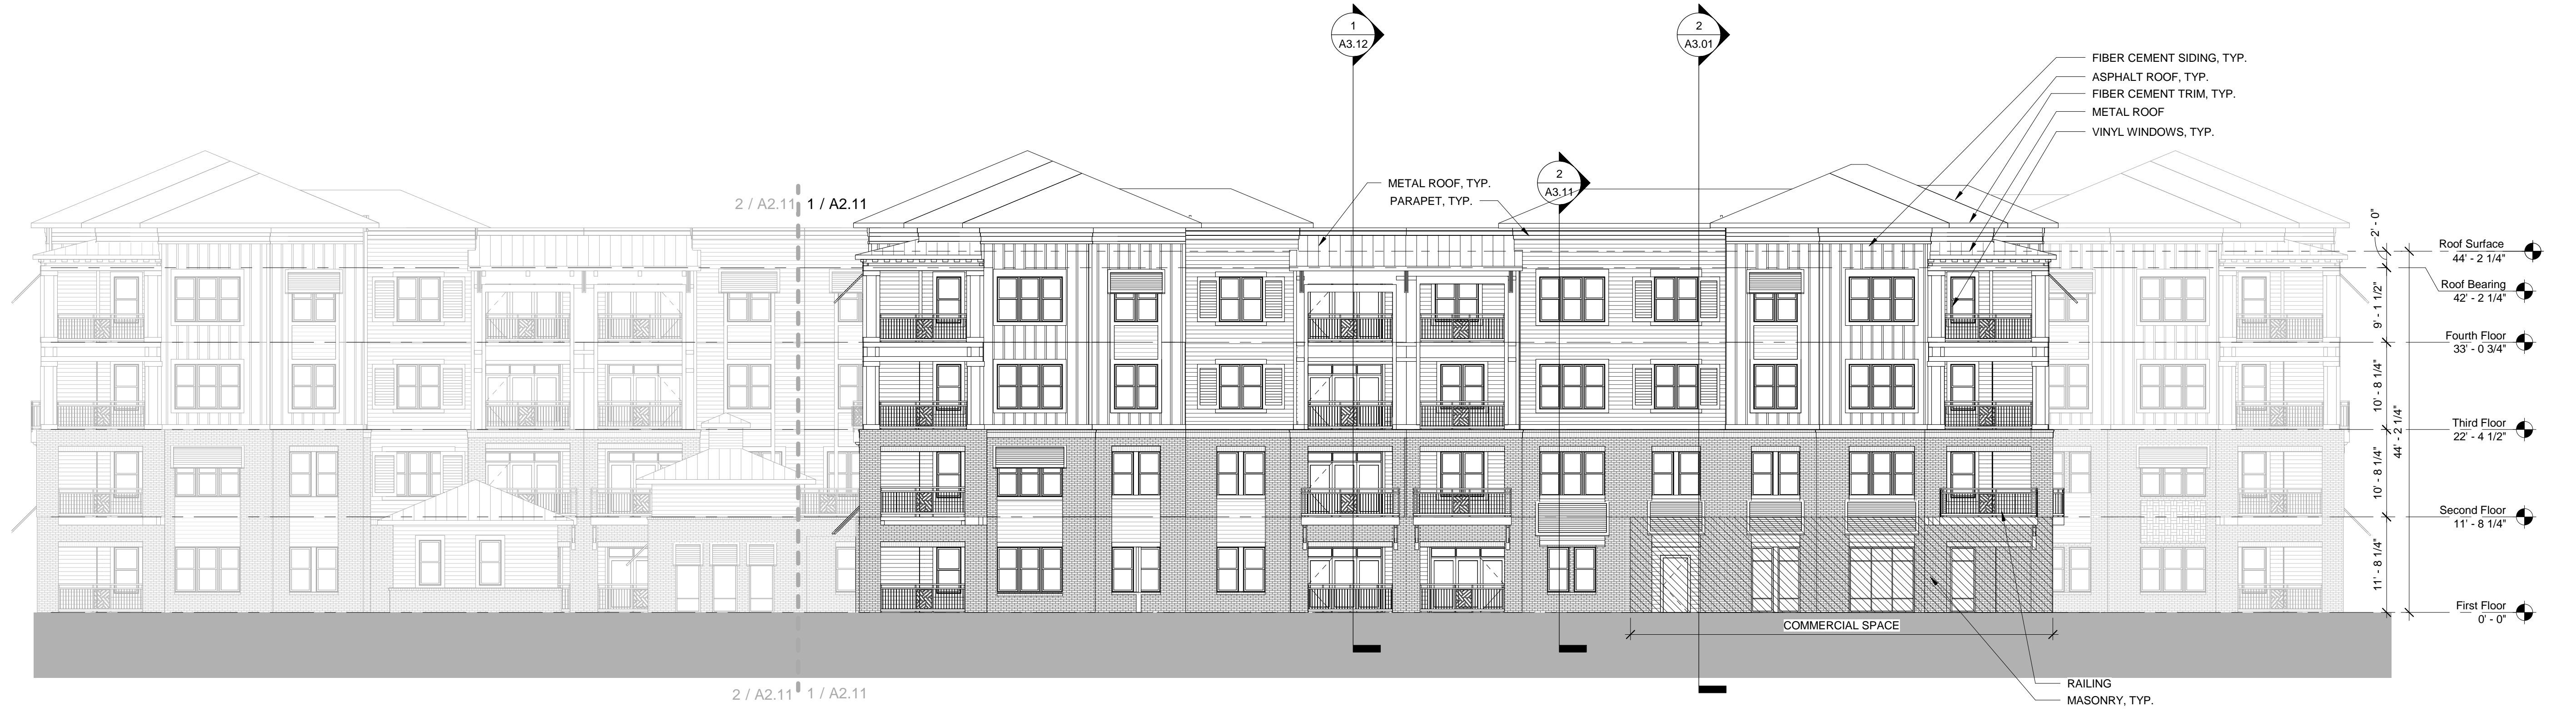 1
A3.12
2
A3.01
FIBER CEMENT SIDING, TYP.
ASPHALT ROOF, TYP.
FIBER CEMENT TRIM, TYP.
METAL ROOF
VINYL WINDOWS, TYP.
METAL ROOF, TYP.
PARAPET, TYP.
2
A3.11
2 / A2.11
1 / A2.11
2' - 0"
9' - 1 1/2"
10' - 8 1/4"
10' - 8 1/4"
11' - 8 1/4"
44' - 2 1/4"
Roof Surface
44' - 2 1/4"
Roof Bearing
42' - 2 1/4"
Fourth Floor
33' - 0 3/4"
Third Floor
22' - 4 1/2"
Second Floor
11' - 8 1/4"
First Floor
0' - 0"
COMMERCIAL SPACE
RAILING
MASONRY, TYP.
2 / A2.11
1 / A2.11